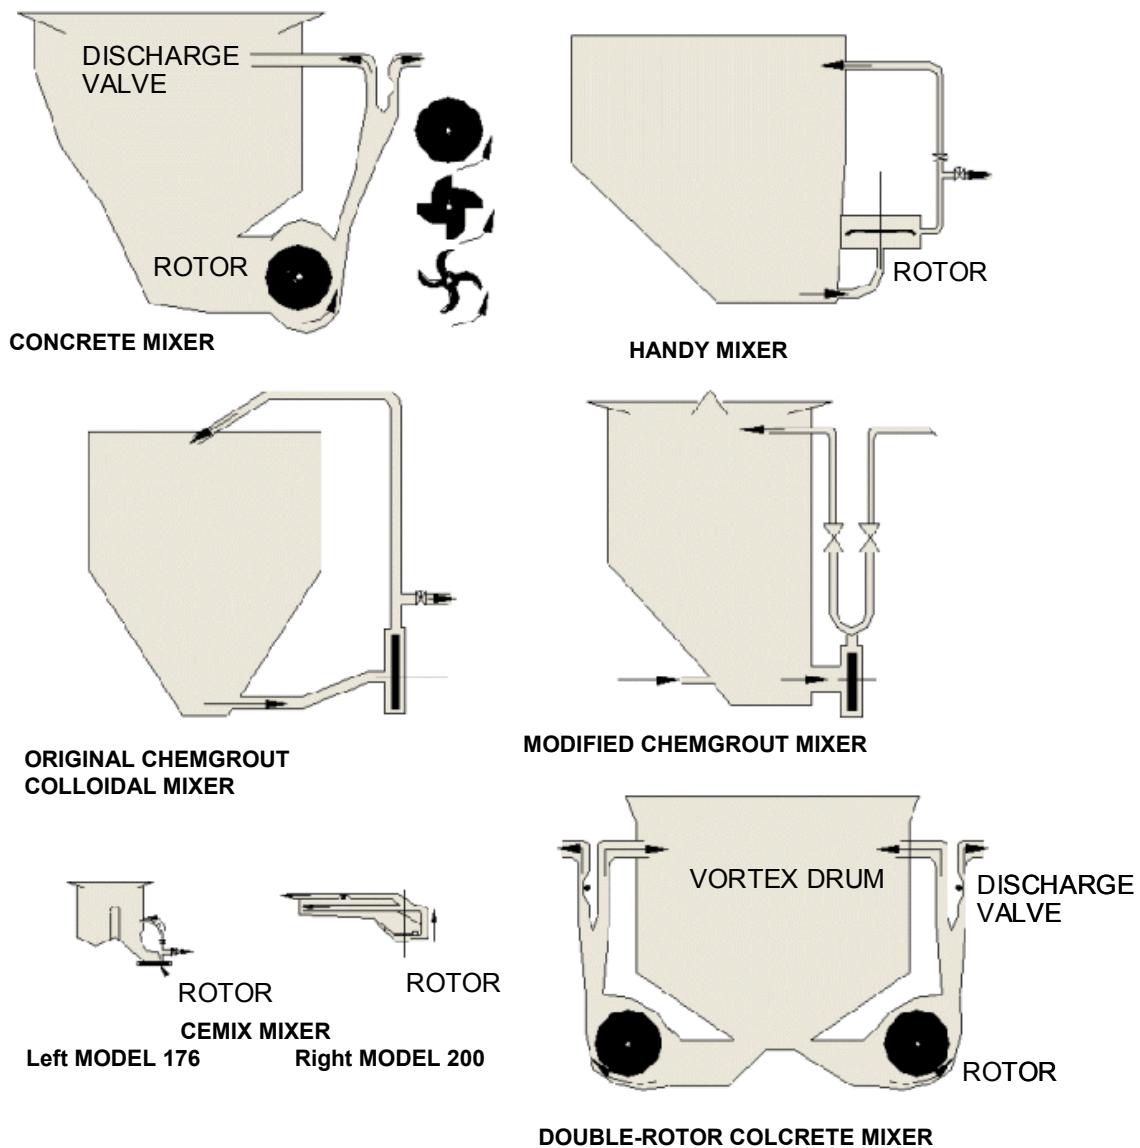 DISCHARGE
VALVE
ROTOR
CONCRETE MIXER
ROTOR
HANDY MIXER
ORIGINAL CHEMGROUT
COLLOIDAL MIXER
MODIFIED CHEMGROUT MIXER
ROTOR
ROTOR
CEMIX MIXER
Left MODEL 176
Right MODEL 200
VORTEX DRUM
DISCHARGE
VALVE
ROTOR
DOUBLE-ROTOR COLCRETE MIXER